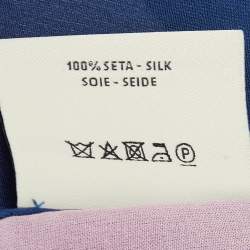 100% SETA - SILK
SOIE - SEIDE
P